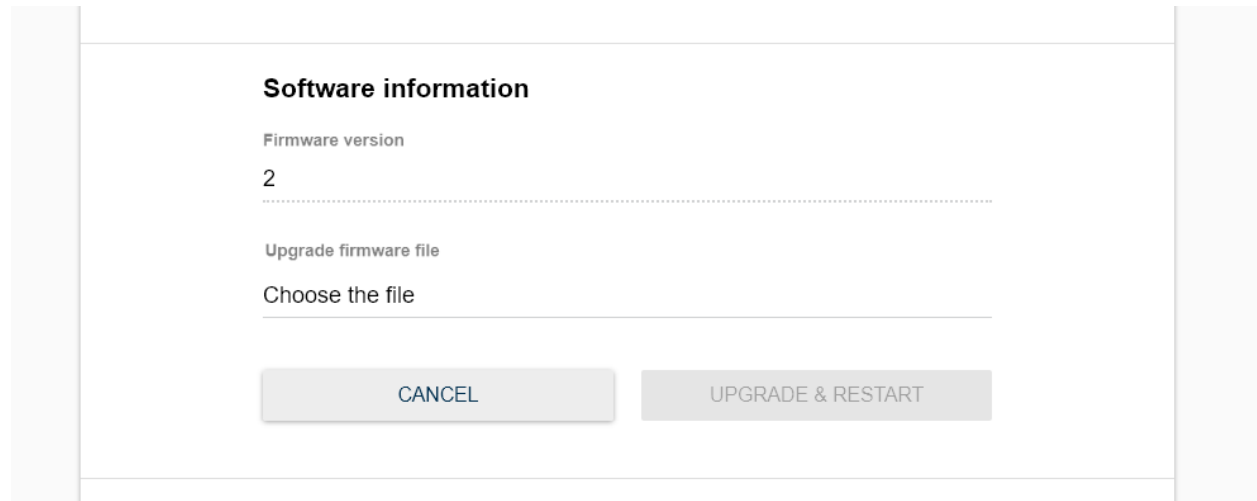 Software information
Firmware version
2
Upgrade firmware file
Choose the file
CANCEL
UPGRADE & RESTART